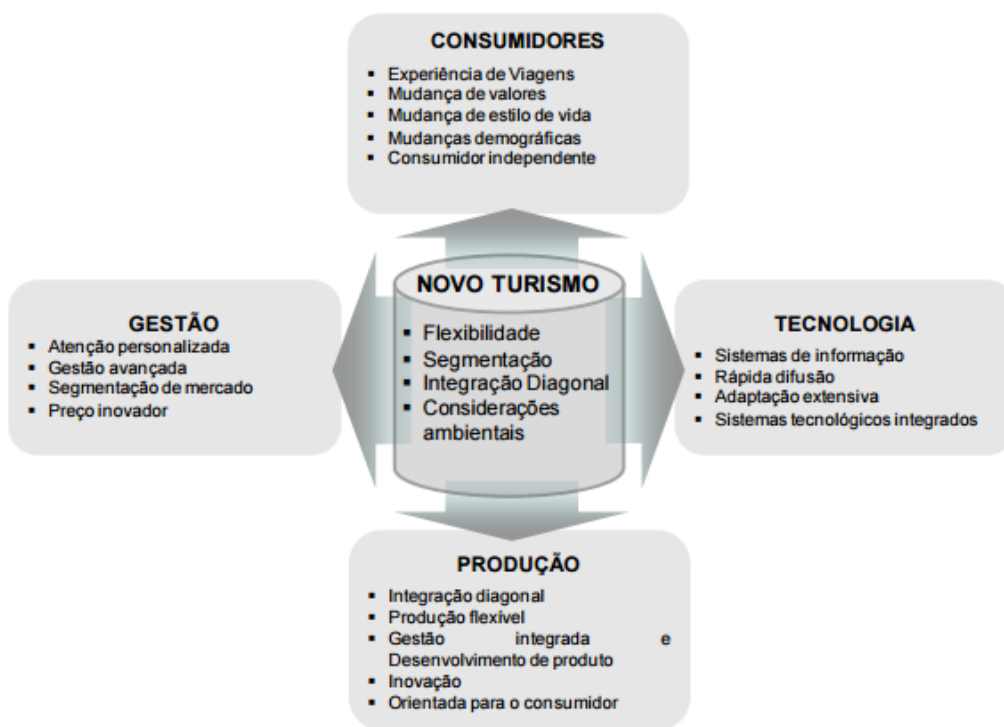 CONSUMIDORES
▪ Experiência de Viagens
▪ Mudança de valores
▪ Mudança de estilo de vida
▪ Mudanças demográficas
▪ Consumidor independente
NOVO TURISMO
▪ Flexibilidade
▪ Segmentação
▪ Integração Diagonal
▪ Considerações
ambientais
GESTÃO
▪ Atenção personalizada
▪ Gestão avançada
▪ Segmentação de mercado
▪ Preço inovador
TECNOLOGIA
▪ Sistemas de informação
▪ Rápida difusão
▪ Adaptação extensiva
▪ Sistemas tecnológicos integrados
PRODUÇÃO
▪ Integração diagonal
▪ Produção flexível
▪ Gestão integrada e
Desenvolvimento de produto
▪ Inovação
▪ Orientada para o consumidor